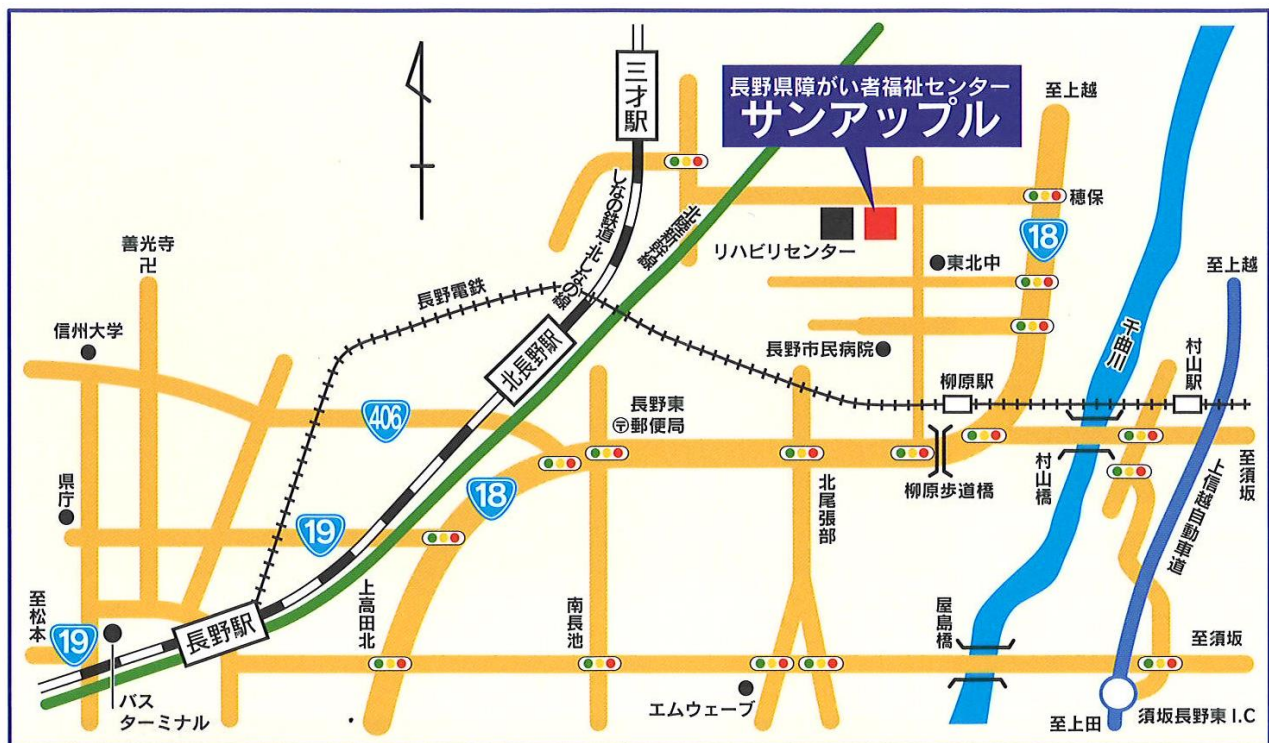 三才駅
長野県障がい者福祉センター
サンアップル
至上越
穂保
18
しなの鉄道・北しなの線
北陸新幹線
リハビリセンター
東北中
善光寺
卍
至上越
長野電鉄
信州大学
千曲川
北長野駅
長野市民病院
村山駅
柳原駅
406
長野東
〶郵便局
18
県庁
19
北尾張部
柳原歩道橋
村山橋
至須坂
上信越自動車道
至松本
19
長野駅
上高田北
南長池
屋島橋
至須坂
バス
ターミナル
エムウェーブ
至上田
須坂長野東I.C